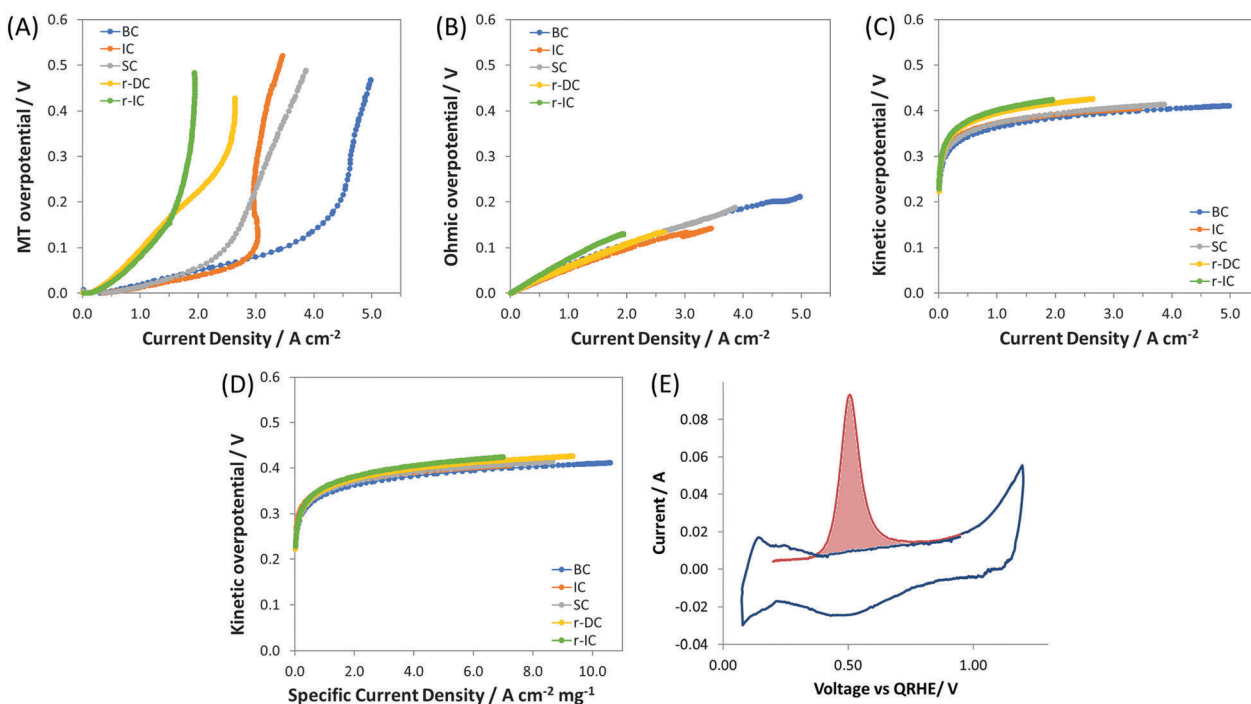 (A)
0.6
0.5
0.4
0.3
0.2
0.1
0.0
MT overpotential / V
BC
IC
SC
r-DC
r-IC
0.0 1.0 2.0 3.0 4.0 5.0
Current Density / A cm⁻²
(B)
0.6
0.5
0.4
0.3
0.2
0.1
0.0
Ohmic overpotential / V
BC
IC
SC
r-DC
r-IC
0.0 1.0 2.0 3.0 4.0 5.0
Current Density / A cm⁻²
(C)
0.6
0.5
0.4
0.3
0.2
0.1
0.0
Kinetic overpotential / V
BC
IC
SC
r-DC
r-IC
0.0 1.0 2.0 3.0 4.0 5.0
Current Density / A cm⁻²
(D)
0.6
0.5
0.4
0.3
0.2
0.1
0.0
Kinetic overpotential / V
BC
IC
SC
r-DC
r-IC
0.0 2.0 4.0 6.0 8.0 10.0
Specific Current Density / A cm⁻² mg⁻¹
(E)
0.08
0.06
0.04
0.02
0.00
-0.02
-0.04
Current / A
0.00 0.50 1.00
Voltage vs QRHE/ V